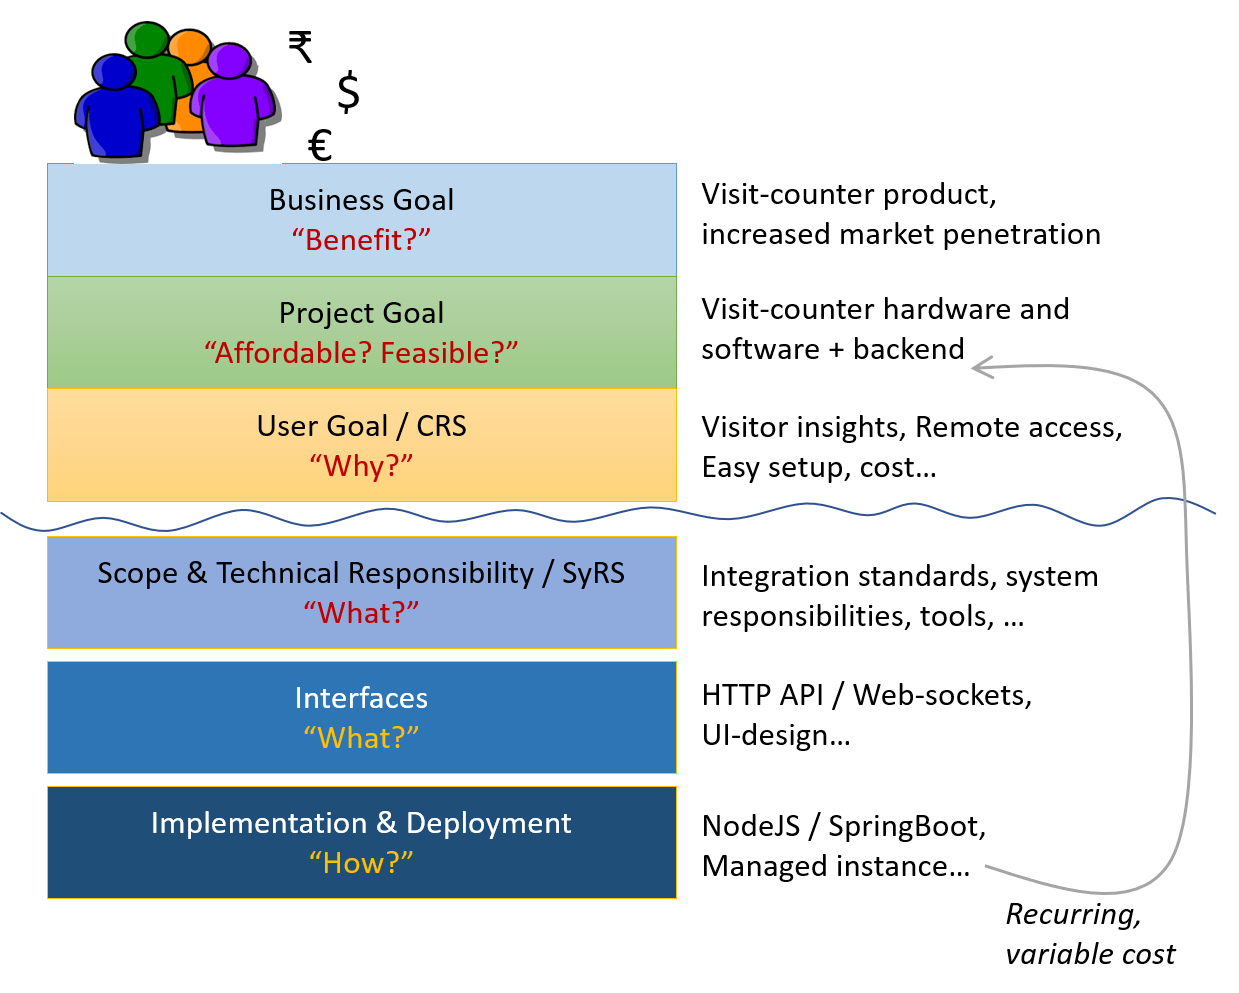 ₹
$
€
Business Goal
“Benefit?”
Visit-counter product,
increased market penetration
Project Goal
“Affordable? Feasible?”
Visit-counter hardware and
software + backend
User Goal / CRS
“Why?”
Visitor insights, Remote access,
Easy setup, cost…
Scope & Technical Responsibility / SyRS
“What?”
Integration standards, system
responsibilities, tools, …
Interfaces
“What?”
HTTP API / Web-sockets,
UI-design…
Implementation & Deployment
“How?”
NodeJS / SpringBoot,
Managed instance…
Recurring,
variable cost